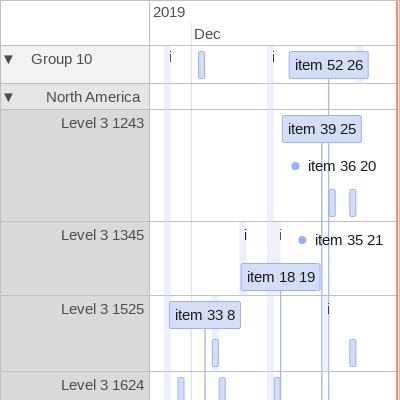 2019
Dec
▼ Group 10
i
i
item 52 26
▼ North America
Level 3 1243
item 39 25
item 36 20
Level 3 1345
i
i
item 35 21
item 18 19
Level 3 1525
item 33 8
i
Level 3 1624